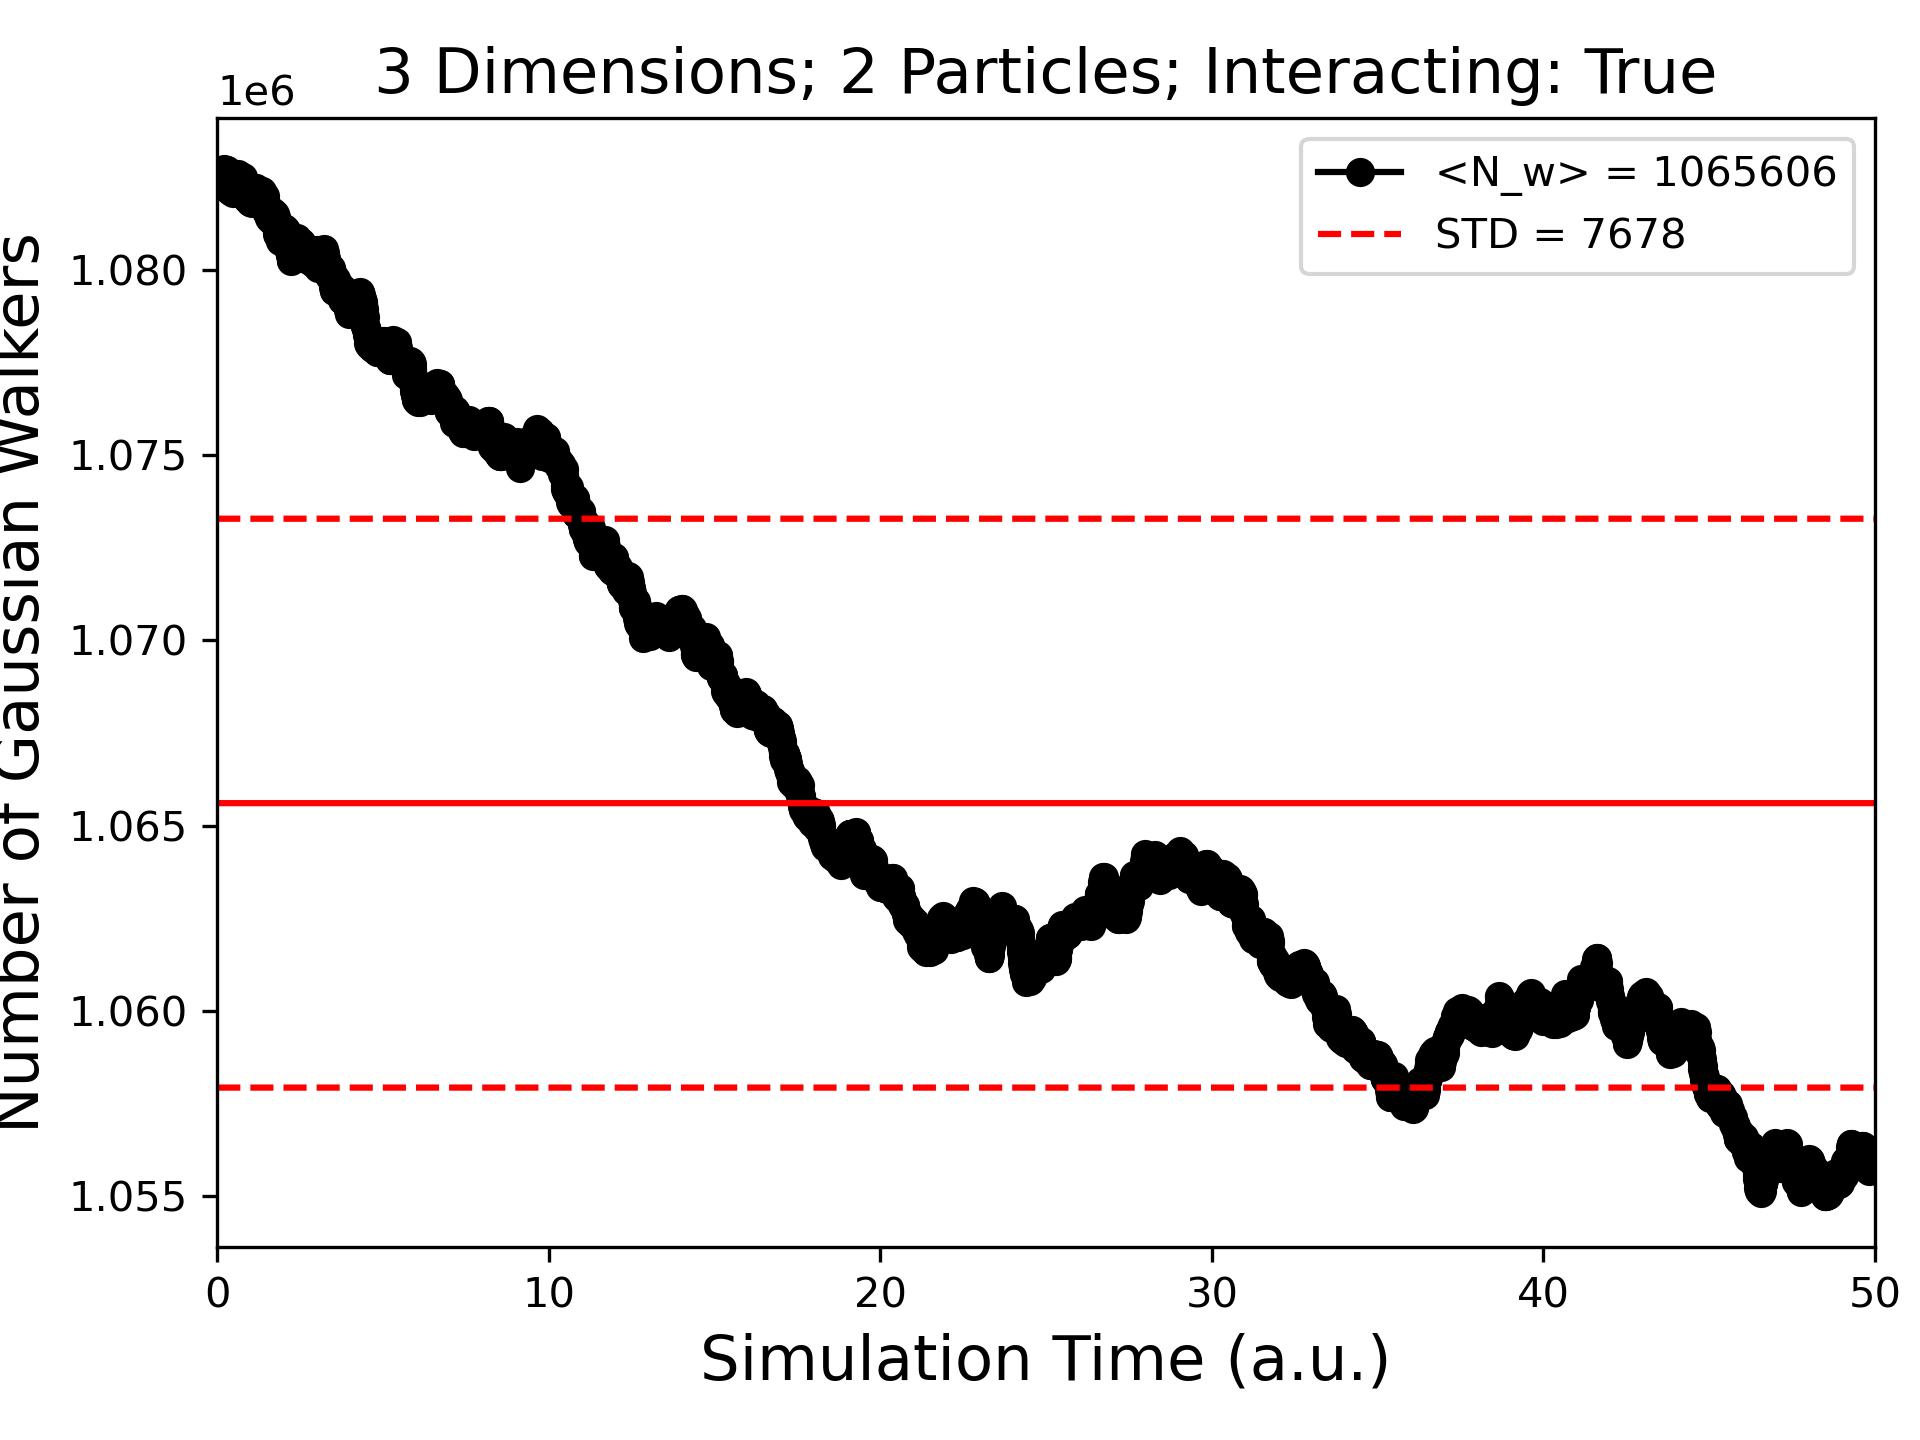 3 Dimensions; 2 Particles; Interacting: True
1e6
<N_w> = 1065606
STD = 7678
Number of Gaussian Walkers
1.080
1.075
1.070
1.065
1.060
1.055
0 10 20 30 40 50
Simulation Time (a.u.)